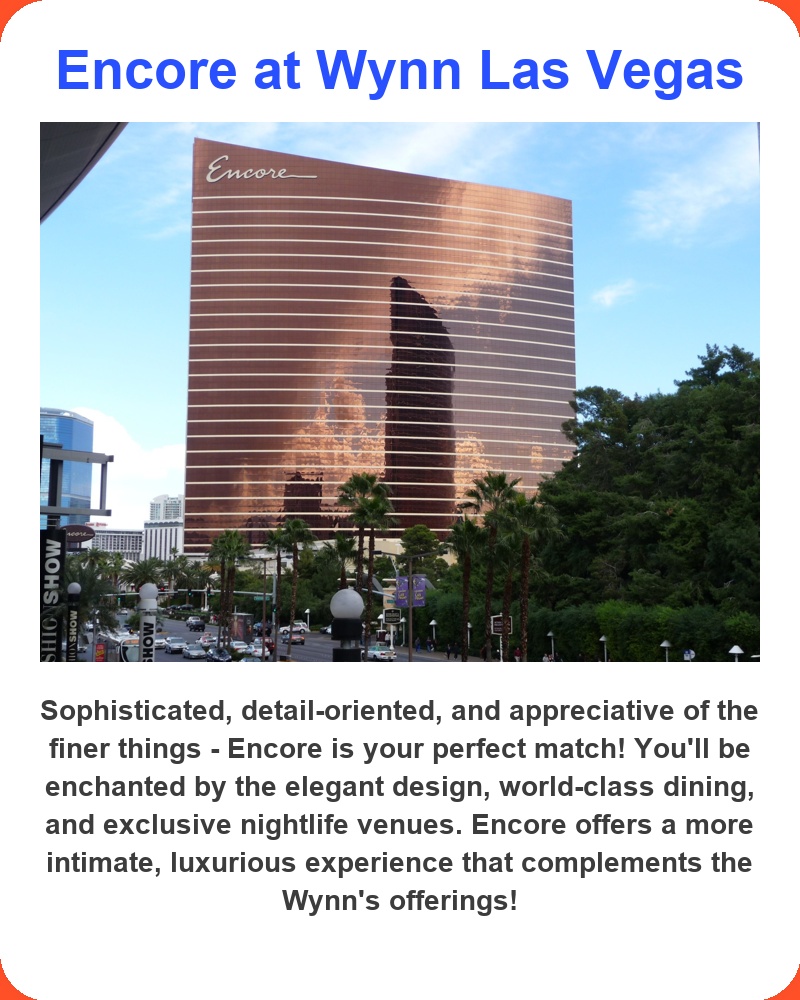 Encore at Wynn Las Vegas
Encore
SHOW
SHOW
SHOW
Sophisticated, detail-oriented, and appreciative of the
finer things - Encore is your perfect match! You'll be
enchanted by the elegant design, world-class dining,
and exclusive nightlife venues. Encore offers a more
intimate, luxurious experience that complements the
Wynn's offerings!